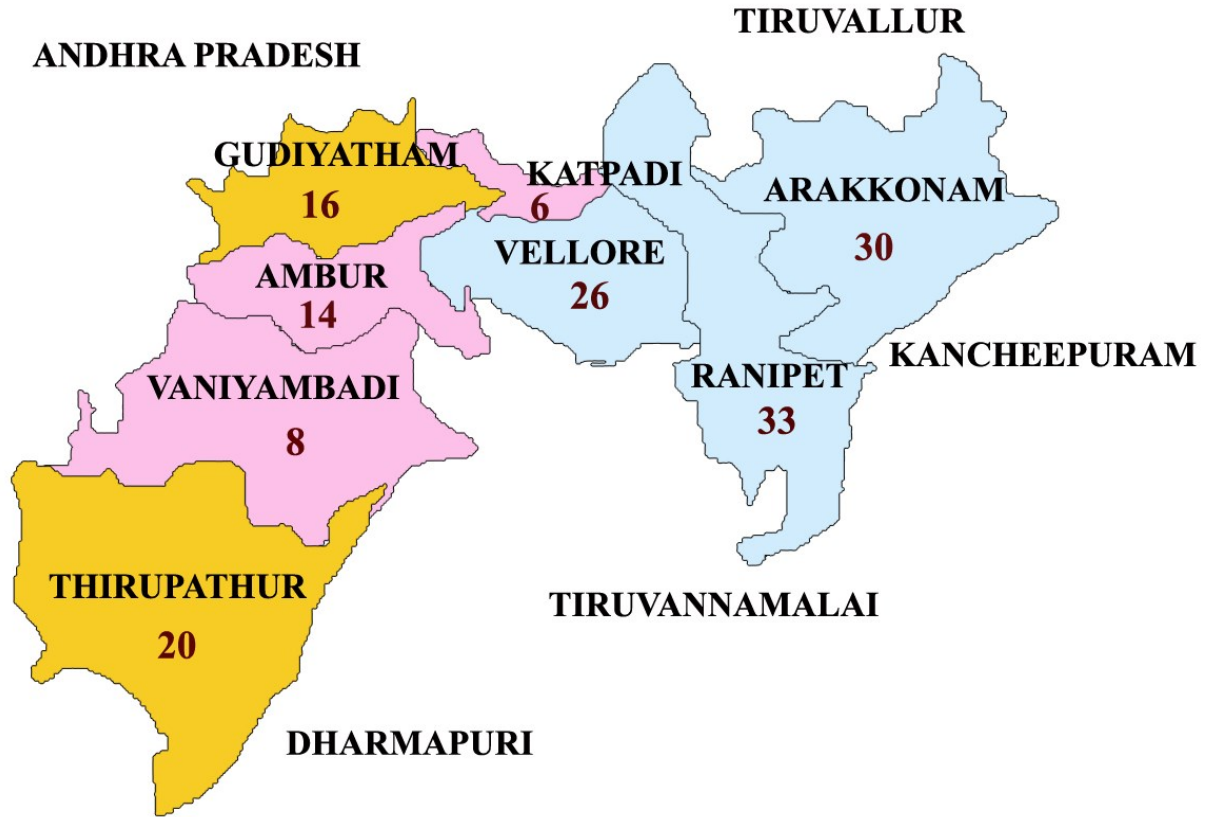 TIRUVALLUR
ANDHRA PRADESH
GUDIYATHAM
16
KATPADI
6
ARAKKONAM
30
VELLORE
26
AMBUR
14
KANCHEEPURAM
RANIPET
33
VANIYAMBADI
8
THIRUPATHUR
20
TIRUVANNAMALAI
DHARMAPURI